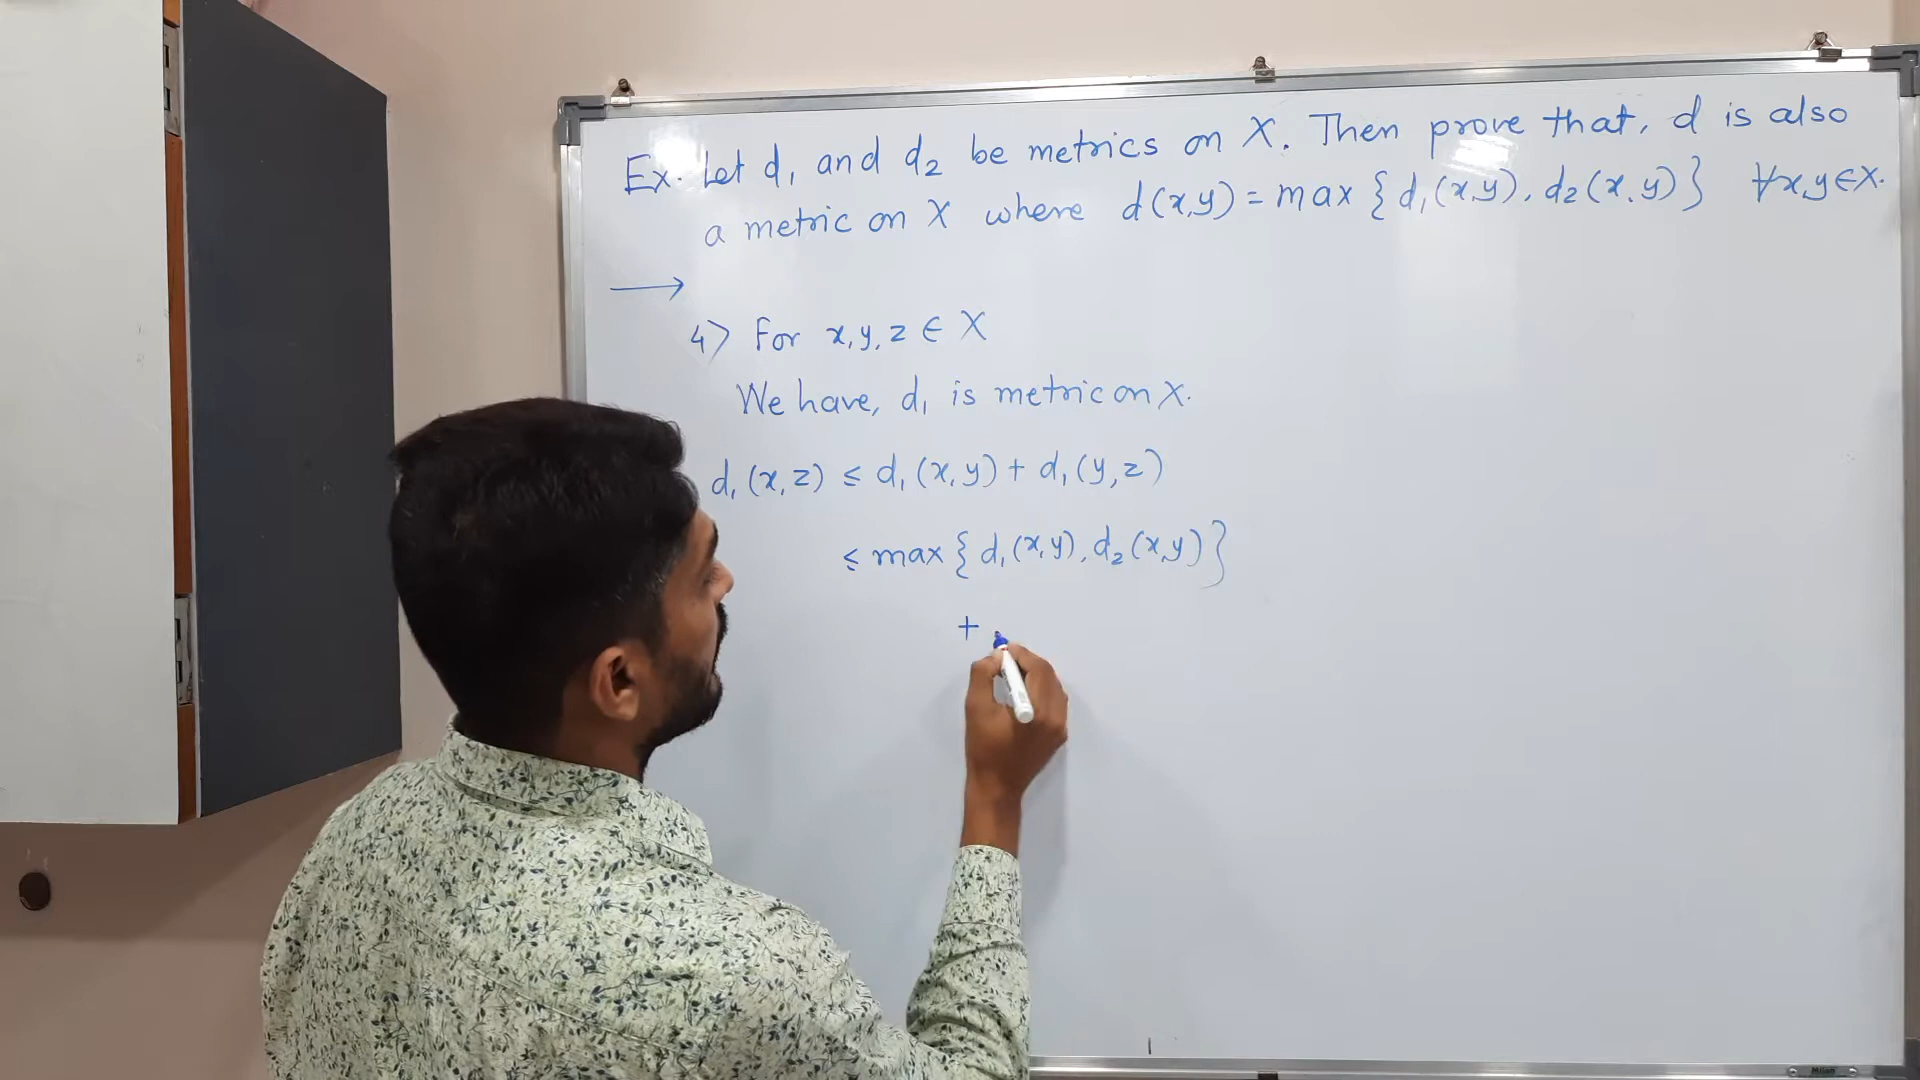 Ex. Let d₁ and d₂ be metrics on X. Then prove that, d is also
a metric on X where d(x,y) = max { d₁(x,y), d₂(x,y) } ∀x,y∈X.
⟶
4) For x,y,z ∈ X
We have, d₁ is metric on X.
d₁(x,z) ≤ d₁(x,y) + d₁(y,z)
≤ max { d₁(x,y), d₂(x,y) }
+